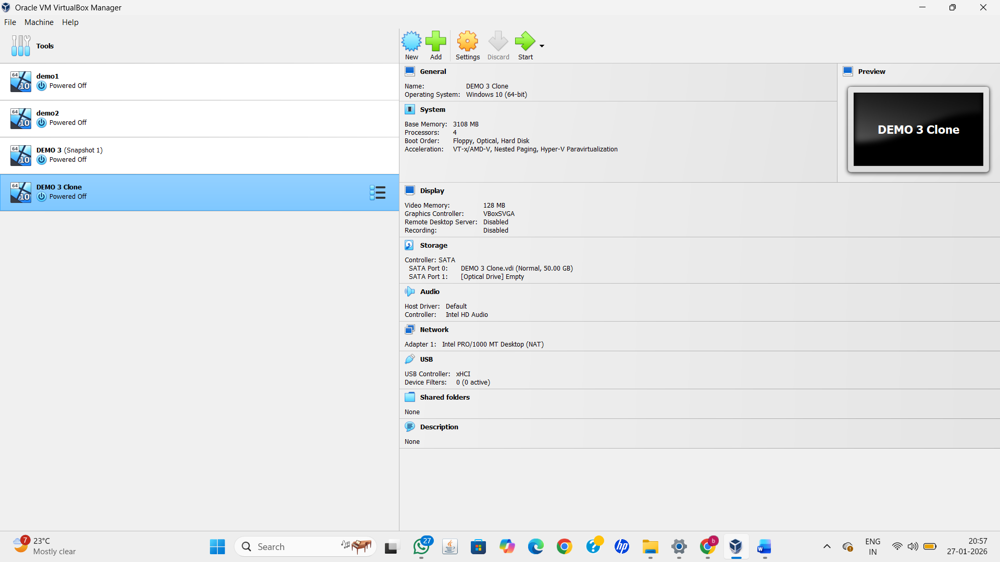 Oracle VM VirtualBox Manager
File Machine Help
Tools
New Add Settings Discard Start
64
10
demo1
Powered Off
64
10
demo2
Powered Off
64
10
DEMO 3 (Snapshot 1)
Powered Off
64
10
DEMO 3 Clone
Powered Off
General
Name: DEMO 3 Clone
Operating System: Windows 10 (64-bit)
Preview
DEMO 3 Clone
System
Base Memory: 3108 MB
Processors: 4
Boot Order: Floppy, Optical, Hard Disk
Acceleration: VT-x/AMD-V, Nested Paging, Hyper-V Paravirtualization
Display
Video Memory: 128 MB
Graphics Controller: VBoxSVGA
Remote Desktop Server: Disabled
Recording: Disabled
Storage
Controller: SATA
SATA Port 0: DEMO 3 Clone.vdi (Normal, 50.00 GB)
SATA Port 1: [Optical Drive] Empty
Audio
Host Driver: Default
Controller: Intel HD Audio
Network
Adapter 1: Intel PRO/1000 MT Desktop (NAT)
USB
USB Controller: xHCI
Device Filters: 0 (0 active)
Shared folders
None
Description
None
7
23°C
Mostly clear
Search
27
?
hp
b
W
ENG
IN
20:57
27-01-2026